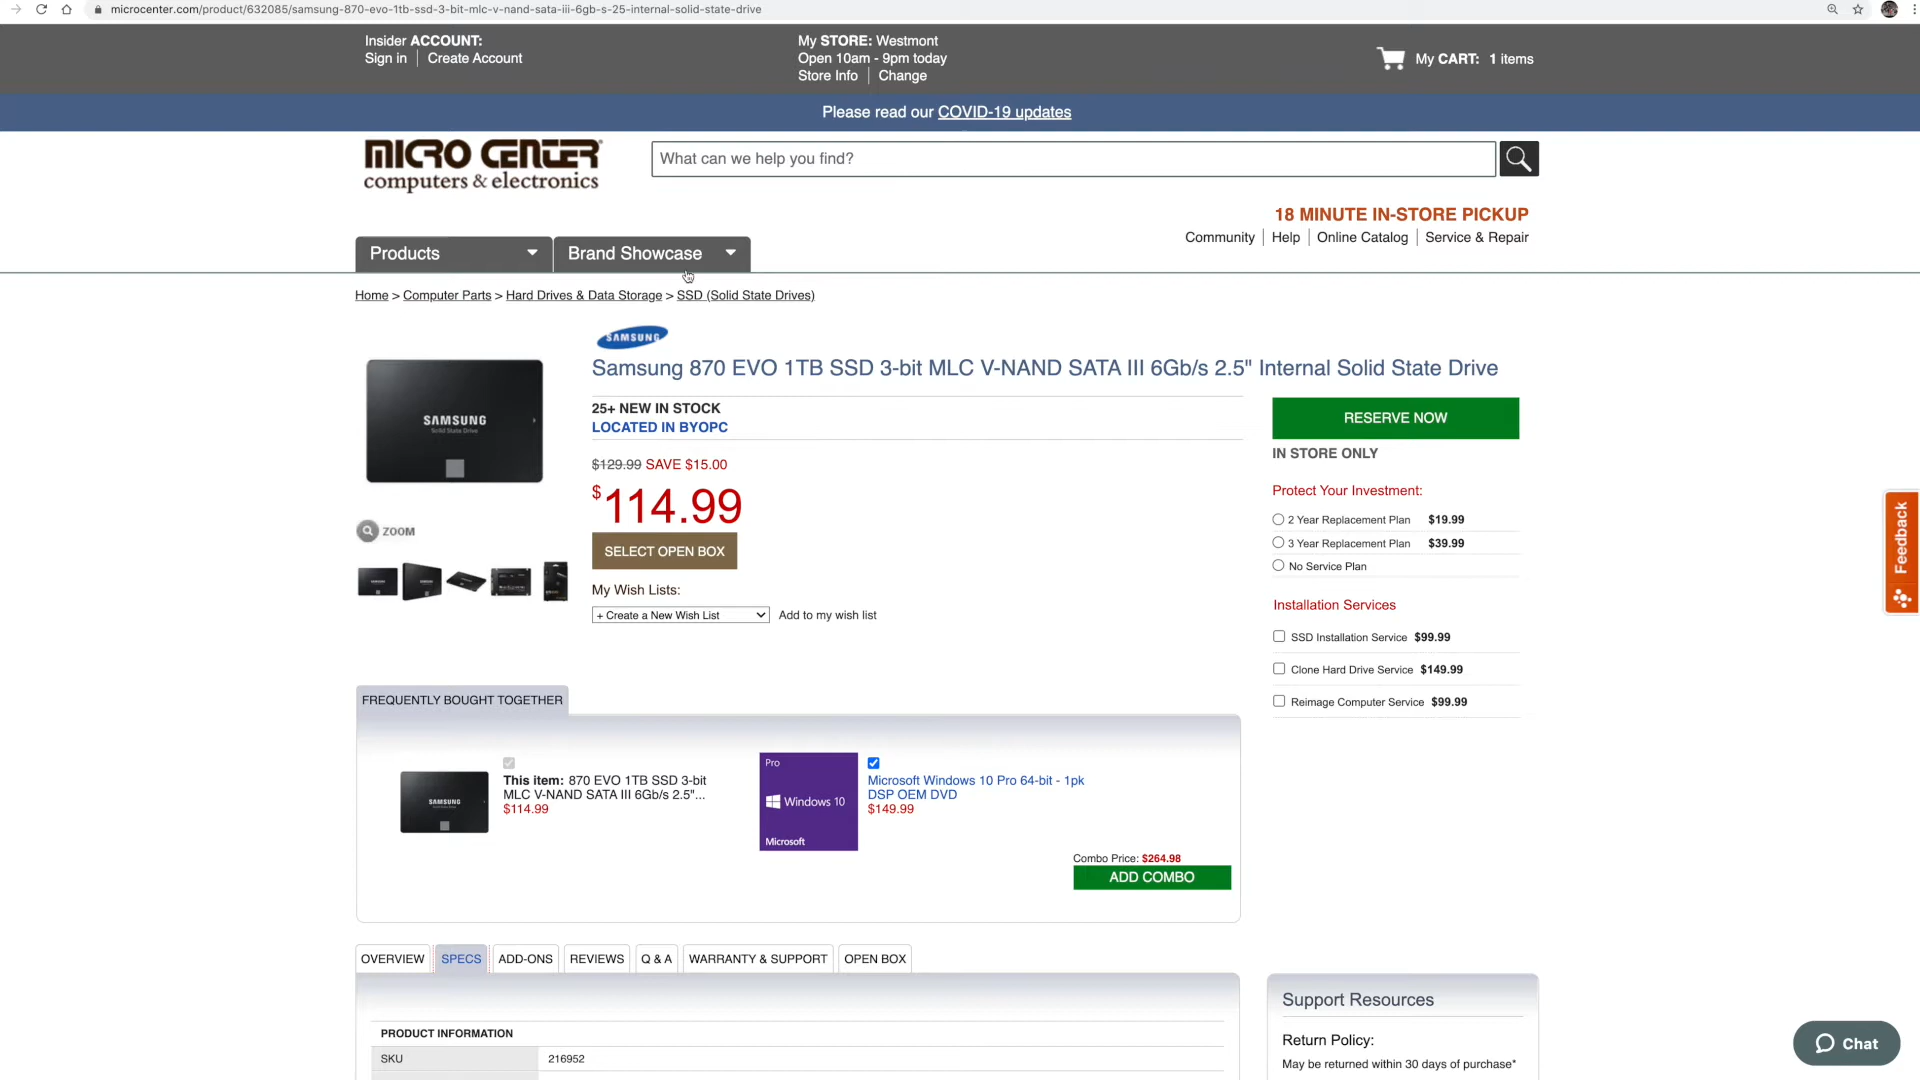 microcenter.com/product/632085/samsung-870-evo-1tb-ssd-3-bit-mlc-v-nand-sata-iii-6gb-s-25-internal-solid-state-drive
Insider ACCOUNT:
Sign in | Create Account
My STORE: Westmont
Open 10am - 9pm today
Store Info | Change
My CART: 1 items
Please read our COVID-19 updates
MICRO CENTER
computers & electronics
What can we help you find?
18 MINUTE IN-STORE PICKUP
Community | Help | Online Catalog | Service & Repair
Products
Brand Showcase
Home > Computer Parts > Hard Drives & Data Storage > SSD (Solid State Drives)
SAMSUNG
Samsung 870 EVO 1TB SSD 3-bit MLC V-NAND SATA III 6Gb/s 2.5" Internal Solid State Drive
SAMSUNG
Solid State Drive
25+ NEW IN STOCK
LOCATED IN BYOPC
$129.99 SAVE $15.00
$114.99
SELECT OPEN BOX
ZOOM
My Wish Lists:
+ Create a New Wish List
Add to my wish list
RESERVE NOW
IN STORE ONLY
Protect Your Investment:
2 Year Replacement Plan $19.99
3 Year Replacement Plan $39.99
No Service Plan
Installation Services
SSD Installation Service $99.99
Clone Hard Drive Service $149.99
Reimage Computer Service $99.99
Feedback
FREQUENTLY BOUGHT TOGETHER
SAMSUNG
This item: 870 EVO 1TB SSD 3-bit
MLC V-NAND SATA III 6Gb/s 2.5"...
$114.99
Pro
Windows 10
Microsoft
Microsoft Windows 10 Pro 64-bit - 1pk
DSP OEM DVD
$149.99
Combo Price: $264.98
ADD COMBO
OVERVIEW
SPECS
ADD-ONS
REVIEWS
Q & A
WARRANTY & SUPPORT
OPEN BOX
PRODUCT INFORMATION
SKU 216952
Support Resources
Return Policy:
May be returned within 30 days of purchase*
Chat